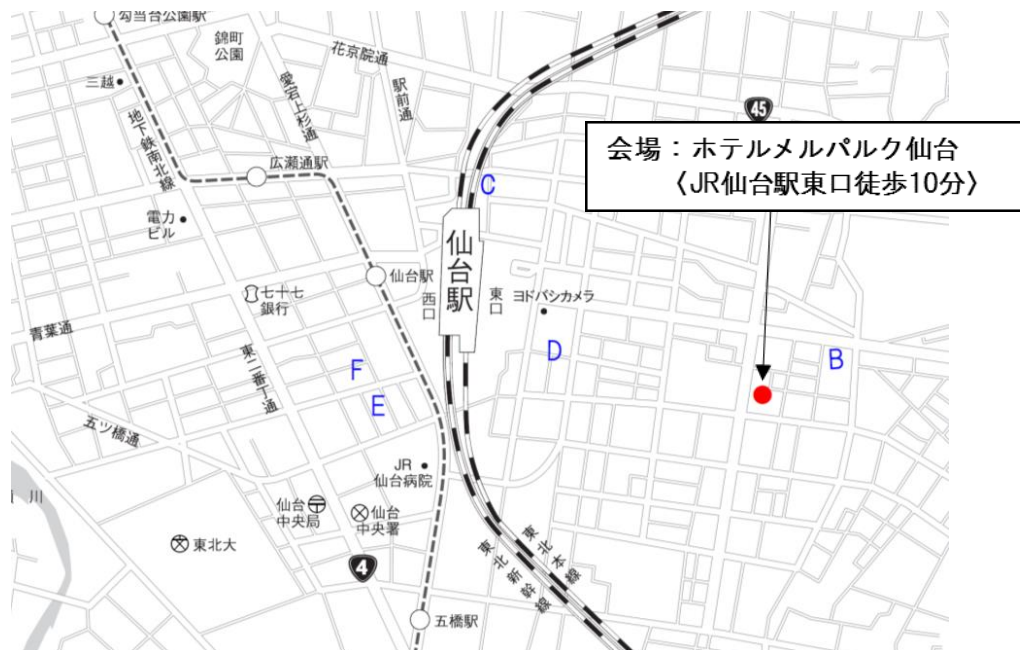 勾当台公園駅
錦町
公園
花京院通
三越
愛宕上杉通
駅前通
45
地下鉄南北線
会場：ホテルメルパルク仙台
〈JR仙台駅東口徒歩10分〉
広瀬通駅
C
電力
ビル
仙台駅
仙台駅
西口
東口
ヨドバシカメラ
七十七
銀行
青葉通
東二番丁通
F
D
B
E
五ツ橋通
JR
仙台病院
川
仙台
中央局
仙台
中央署
東北大
4
東北本線
東北新幹線
五橋駅